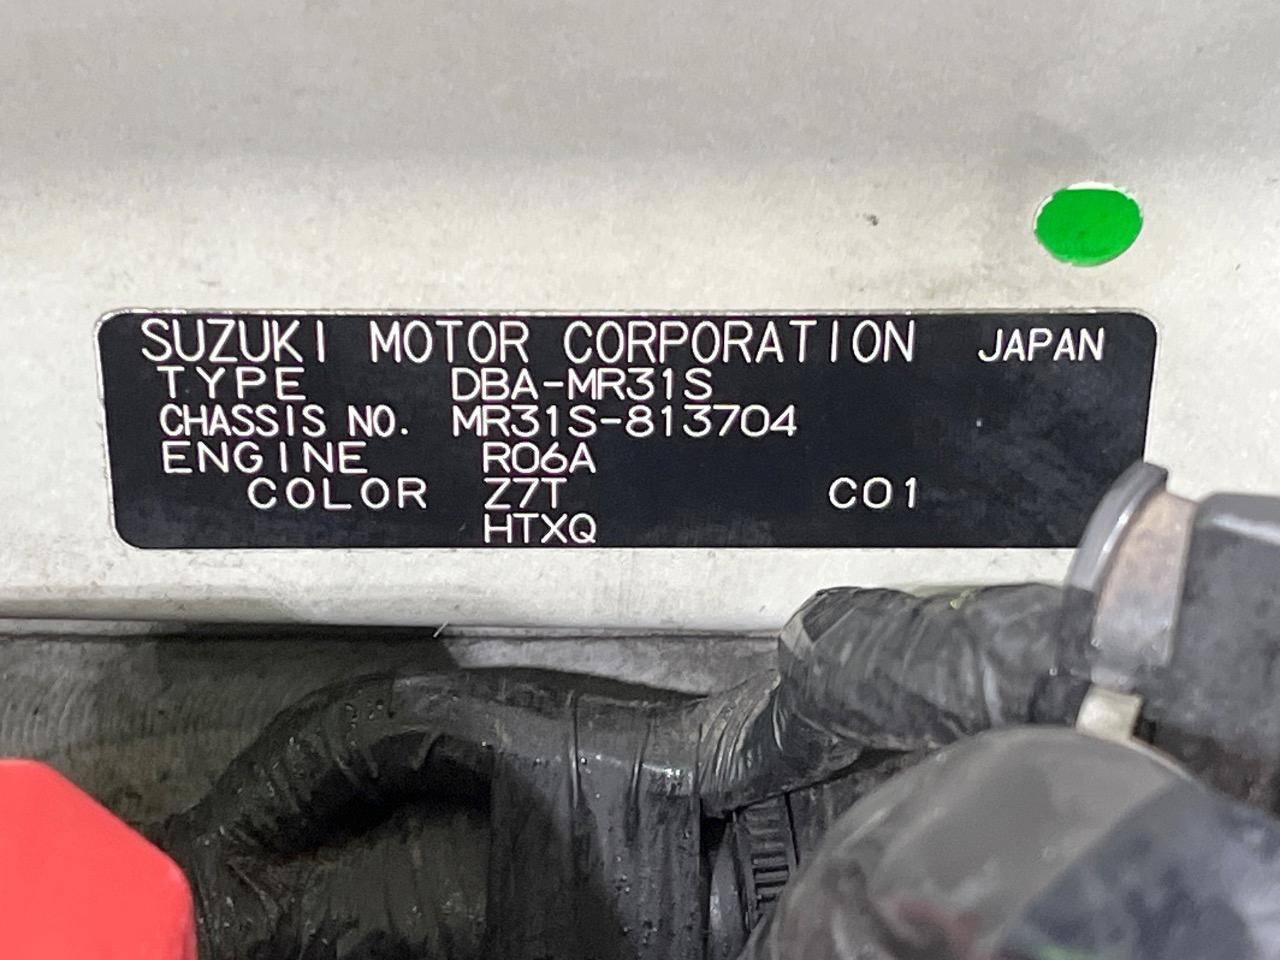 SUZUKI MOTOR CORPORATION JAPAN
TYPE DBA-MR31S
CHASSIS NO. MR31S-813704
ENGINE R06A
COLOR Z7T C01
HTXQ